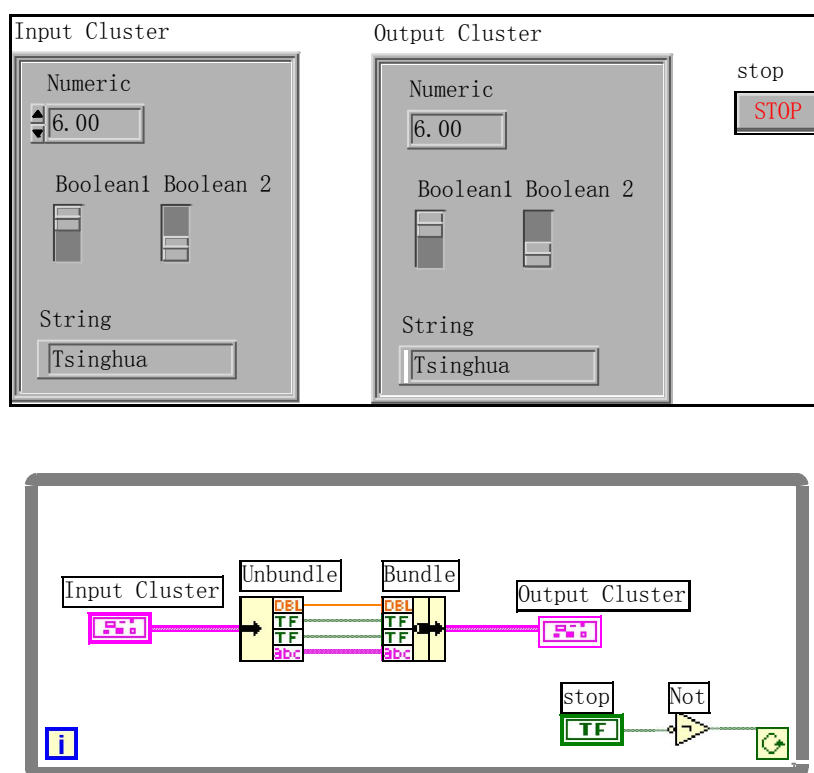 Input Cluster
Output Cluster
stop
Numeric
6.00
Numeric
6.00
STOP
Boolean1 Boolean 2
Boolean1 Boolean 2
String
Tsinghua
String
Tsinghua
Input Cluster
Unbundle
Bundle
Output Cluster
DBL
TF
TF
abc
DBL
TF
TF
abc
stop
Not
TF
i